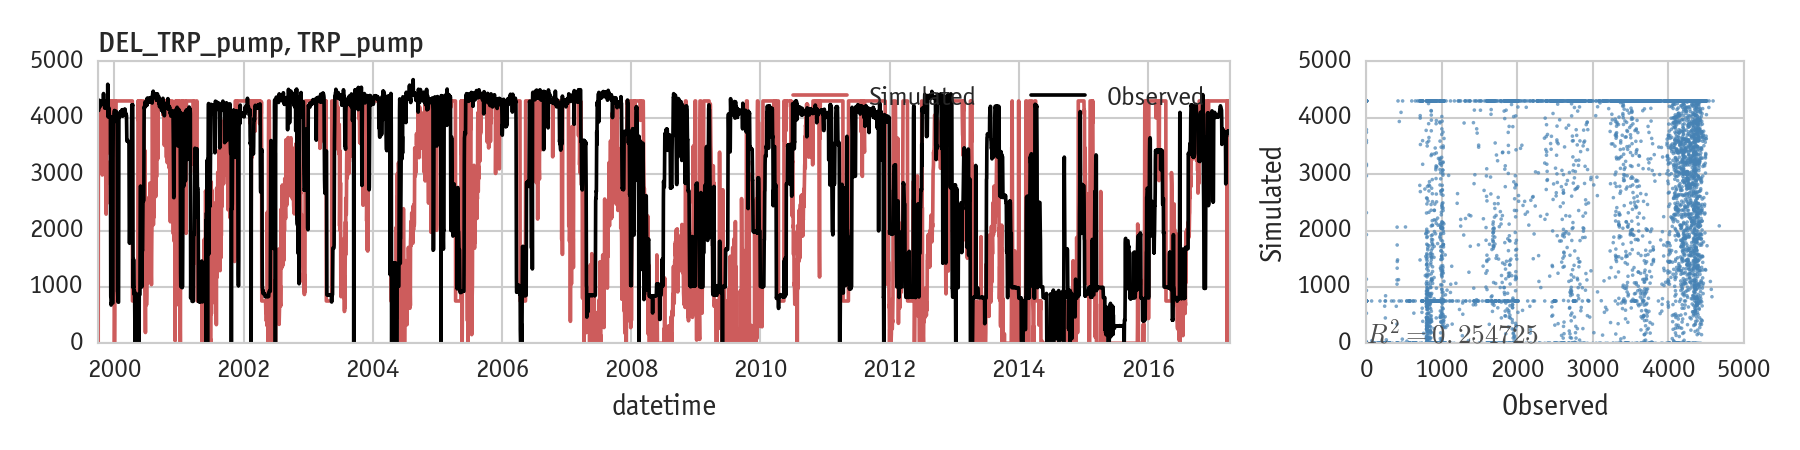 DEL_TRP_pump, TRP_pump
5000
4000
3000
2000
1000
0
2000 2002 2004 2006 2008 2010 2012 2014 2016
datetime
Simulated Observed
5000
4000
3000
2000
1000
0
Simulated
R² = 0.254725
0 1000 2000 3000 4000 5000
Observed